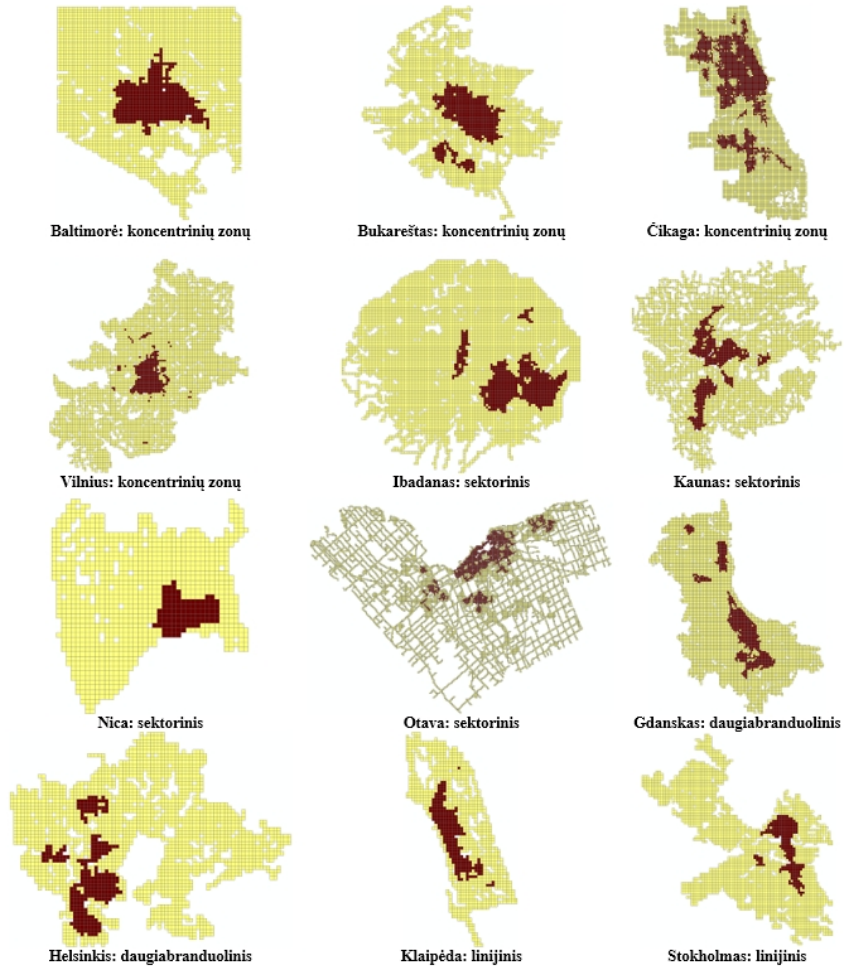 Baltimorė: koncentrinių zonų
Bukareštas: koncentrinių zonų
Čikaga: koncentrinių zonų
Vilnius: koncentrinių zonų
Ibadanas: sektorinis
Kaunas: sektorinis
Nica: sektorinis
Otava: sektorinis
Gdanskas: daugiabranduolinis
Helsinkis: daugiabranduolinis
Klaipėda: linijinis
Stokholmas: linijinis